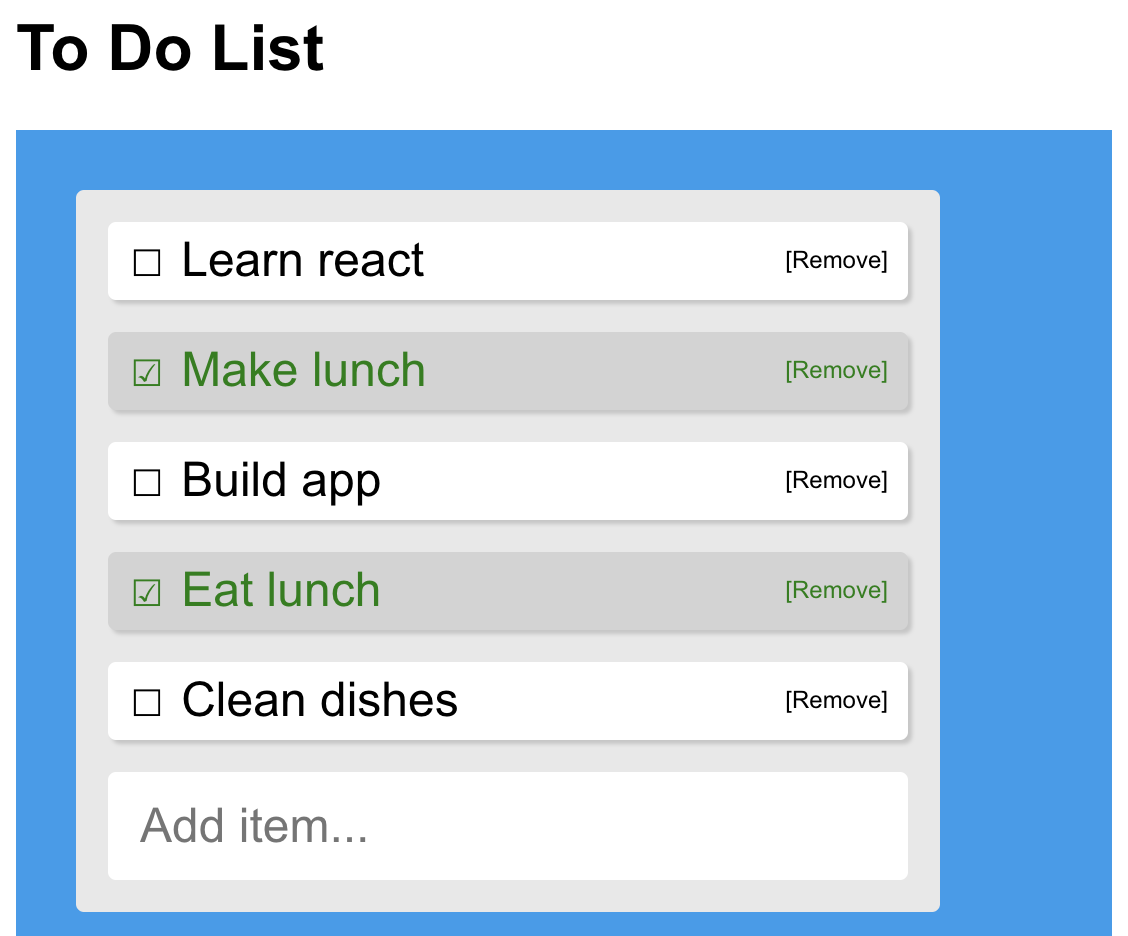 To Do List
☐ Learn react [Remove]
☑ Make lunch [Remove]
☐ Build app [Remove]
☑ Eat lunch [Remove]
☐ Clean dishes [Remove]
Add item...